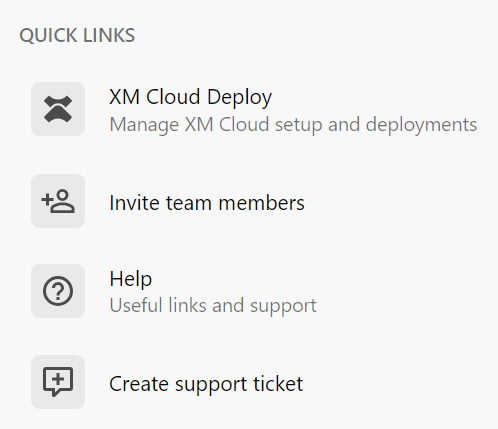 QUICK LINKS
XM Cloud Deploy
Manage XM Cloud setup and deployments
Invite team members
Help
Useful links and support
Create support ticket